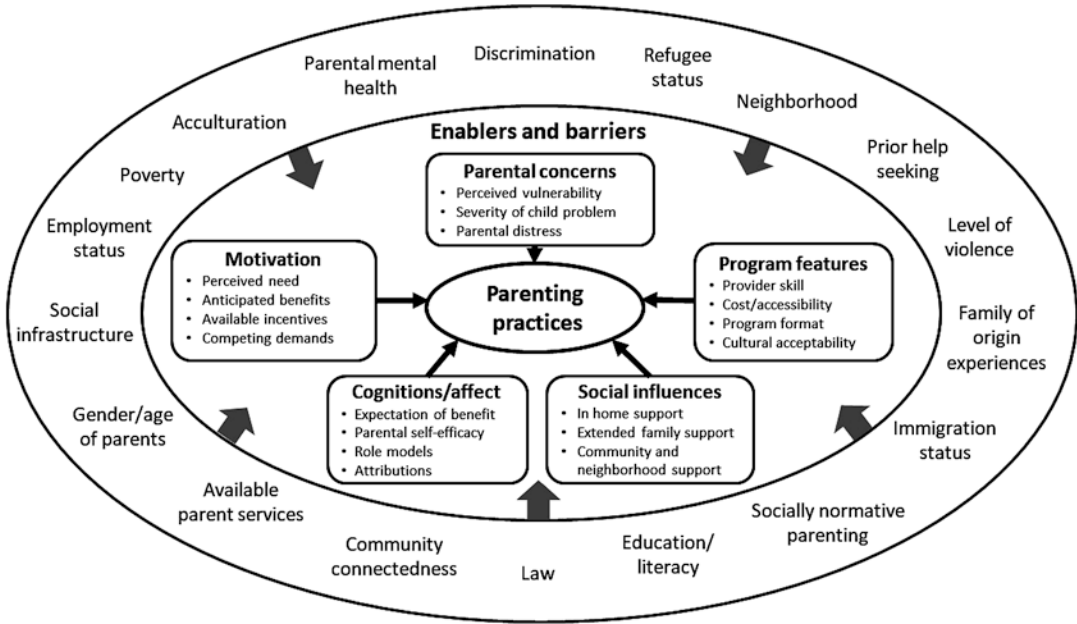 Discrimination
Parental mental
health
Refugee
status
Neighborhood
Acculturation
Prior help
seeking
Poverty
Employment
status
Level of
violence
Social
infrastructure
Family of
origin
experiences
Gender/age
of parents
Immigration
status
Available
parent services
Socially normative
parenting
Community
connectedness
Law
Education/
literacy
Enablers and barriers
Parental concerns
• Perceived vulnerability
• Severity of child problem
• Parental distress
Motivation
• Perceived need
• Anticipated benefits
• Available incentives
• Competing demands
Parenting
practices
Program features
• Provider skill
• Cost/accessibility
• Program format
• Cultural acceptability
Cognitions/affect
• Expectation of benefit
• Parental self-efficacy
• Role models
• Attributions
Social influences
• In home support
• Extended family support
• Community and
neighborhood support